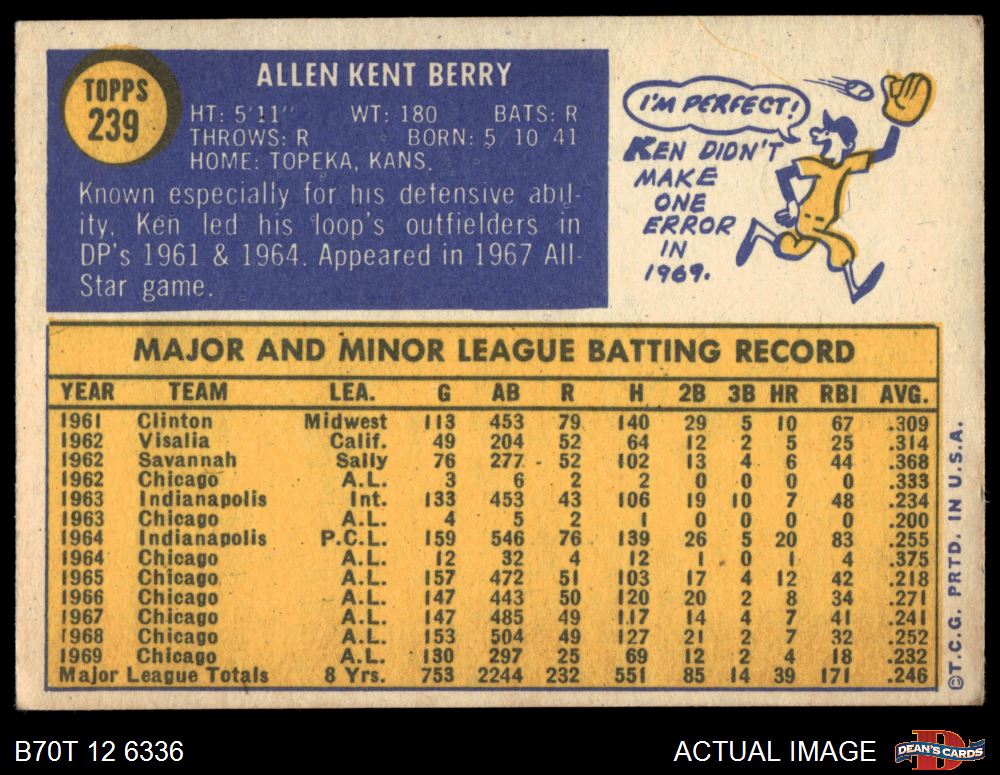 TOPPS
239
ALLEN KENT BERRY
HT: 5'11" WT: 180 BATS: R
THROWS: R BORN: 5 10 41
HOME: TOPEKA, KANS.
Known especially for his defensive abil-
ity, Ken led his loop's outfielders in
DP's 1961 & 1964. Appeared in 1967 All-
Star game.
I'M PERFECT!
KEN DIDN'T
MAKE
ONE
ERROR
IN
1969.
MAJOR AND MINOR LEAGUE BATTING RECORD
YEAR TEAM LEA. G AB R H 2B 3B HR RBI AVG.
1961 Clinton Midwest 113 453 79 140 29 5 10 67 .309
1962 Visalia Calif. 49 204 52 64 12 2 5 25 .314
1962 Savannah Sally 76 277 52 102 13 4 6 44 .368
1962 Chicago A.L. 3 6 2 2 0 0 0 0 .333
1963 Indianapolis Int. 133 453 43 106 19 10 7 48 .234
1963 Chicago A.L. 4 5 2 1 0 0 0 0 .200
1964 Indianapolis P.C.L. 159 546 76 139 26 5 20 83 .255
1964 Chicago A.L. 12 32 4 12 1 0 1 4 .375
1965 Chicago A.L. 157 472 51 103 17 4 12 42 .218
1966 Chicago A.L. 147 443 50 120 20 2 8 34 .271
1967 Chicago A.L. 147 485 49 117 14 4 7 41 .241
1968 Chicago A.L. 153 504 49 127 21 2 7 32 .252
1969 Chicago A.L. 130 297 25 69 12 2 4 18 .232
Major League Totals 8 Yrs. 753 2244 232 551 85 14 39 171 .246
©T.C.G. PRTD. IN U.S.A.
B70T 12 6336
ACTUAL IMAGE
DEAN'S CARDS